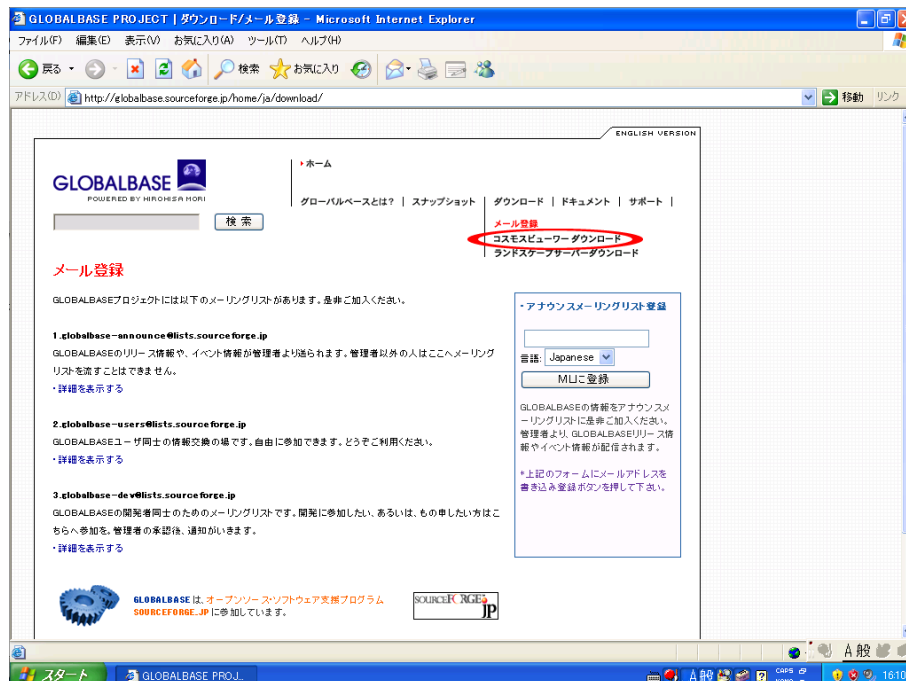 GLOBALBASE PROJECT | ダウンロード/メール登録 - Microsoft Internet Explorer
ファイル(F) 編集(E) 表示(V) お気に入り(A) ツール(T) ヘルプ(H)
戻る 検索 お気に入り
アドレス(D) http://globalbase.sourceforge.jp/home/ja/download/ 移動 リンク
ENGLISH VERSION
ホーム
GLOBALBASE
POWERED BY HIROHISA MORI
グローバルベースとは? | スナップショット | ダウンロード | ドキュメント | サポート |
検 索
メール登録
コスモスビューワー ダウンロード
ランドスケープサーバーダウンロード
メール登録
GLOBALBASEプロジェクトには以下のメーリングリストがあります。是非ご加入ください。
1.globalbase-announce@lists.sourceforge.jp
GLOBALBASEのリリース情報や、イベント情報が管理者より送られます。管理者以外の人はここへメーリング
リストを流すことはできません。
・詳細を表示する
2.globalbase-users@lists.sourceforge.jp
GLOBALBASEユーザ同士の情報交換の場です。自由に参加できます。どうぞご利用ください。
・詳細を表示する
3.globalbase-dev@lists.sourceforge.jp
GLOBALBASEの開発者同士のためのメーリングリストです。開発に参加したい、あるいは、もの申したい方はこ
ちらへ参加を。管理者の承認後、通知がいきます。
・詳細を表示する
・アナウンスメーリングリスト登録
言語: Japanese
MLに登録
GLOBALBASEの情報をアナウンスメ
ーリングリストに是非ご加入ください。
管理者より、GLOBALBASEリリース情
報やイベント情報が配信されます。
*上記のフォームにメールアドレスを
書き込み登録ボタンを押して下さい。
GLOBALBASE は、オープンソース・ソフトウェア支援プログラム
SOURCEFORGE.JP に参加しています。
SOURCEFORGE.jp
A 般
スタート GLOBALBASE PROJ... A 般 CAPS 16:10